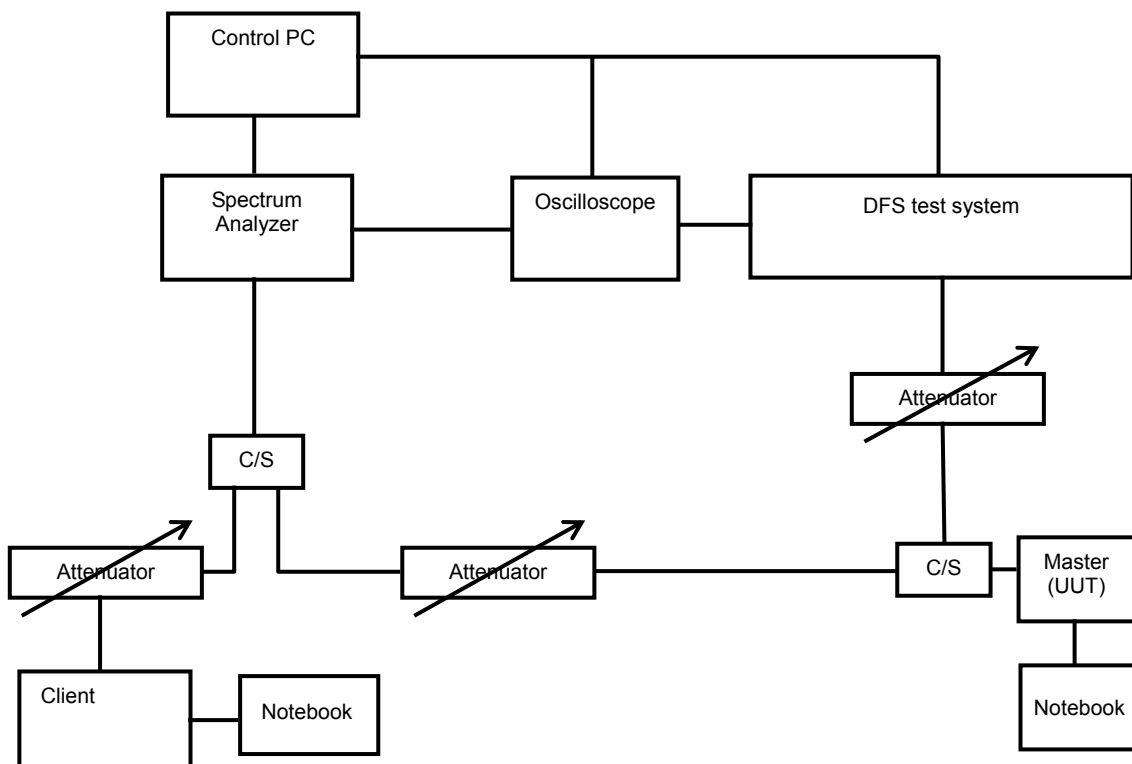 Control PC
Spectrum
Analyzer
Oscilloscope
DFS test system
Attenuator
C/S
Attenuator
Attenuator
C/S
Master
(UUT)
Client
Notebook
Notebook